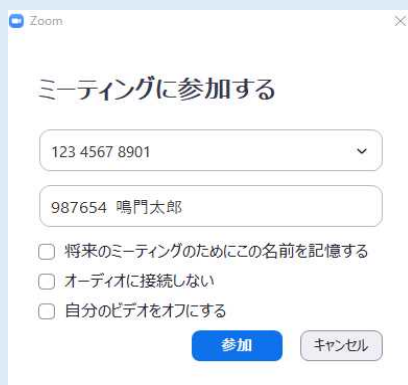 Zoom
ミーティングに参加する
123 4567 8901
987654 鳴門太郎
将来のミーティングのためにこの名前を記憶する
オーディオに接続しない
自分のビデオをオフにする
参加 キャンセル